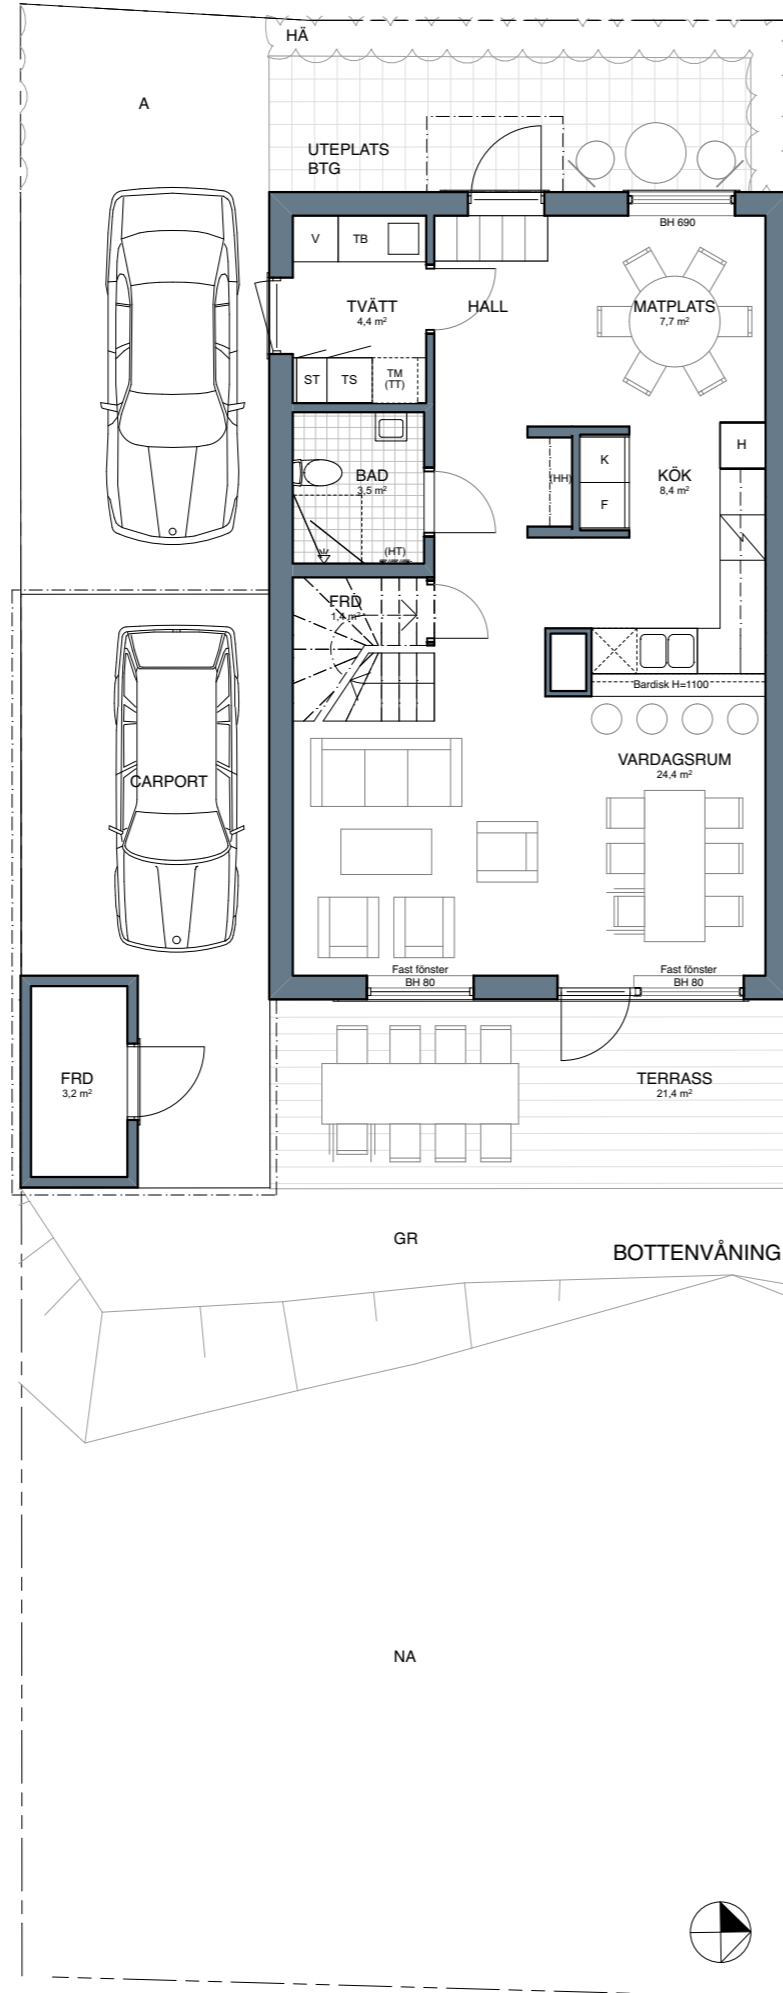 HÄ
A
UTEPLATS
BTG
BH 690
V
TB
TVÄTT
4,4 m²
HALL
MATPLATS
7,7 m²
ST
TS
TM
(TT)
H
K
(HH)
BAD
3,5 m²
KÖK
8,4 m²
F
(HT)
FRD
1,4 m²
Bardisk H=1100
VARDAGSRUM
24,4 m²
CARPORT
Fast fönster
BH 80
Fast fönster
BH 80
FRD
3,2 m²
TERRASS
21,4 m²
GR
BOTTENVÅNING
NA